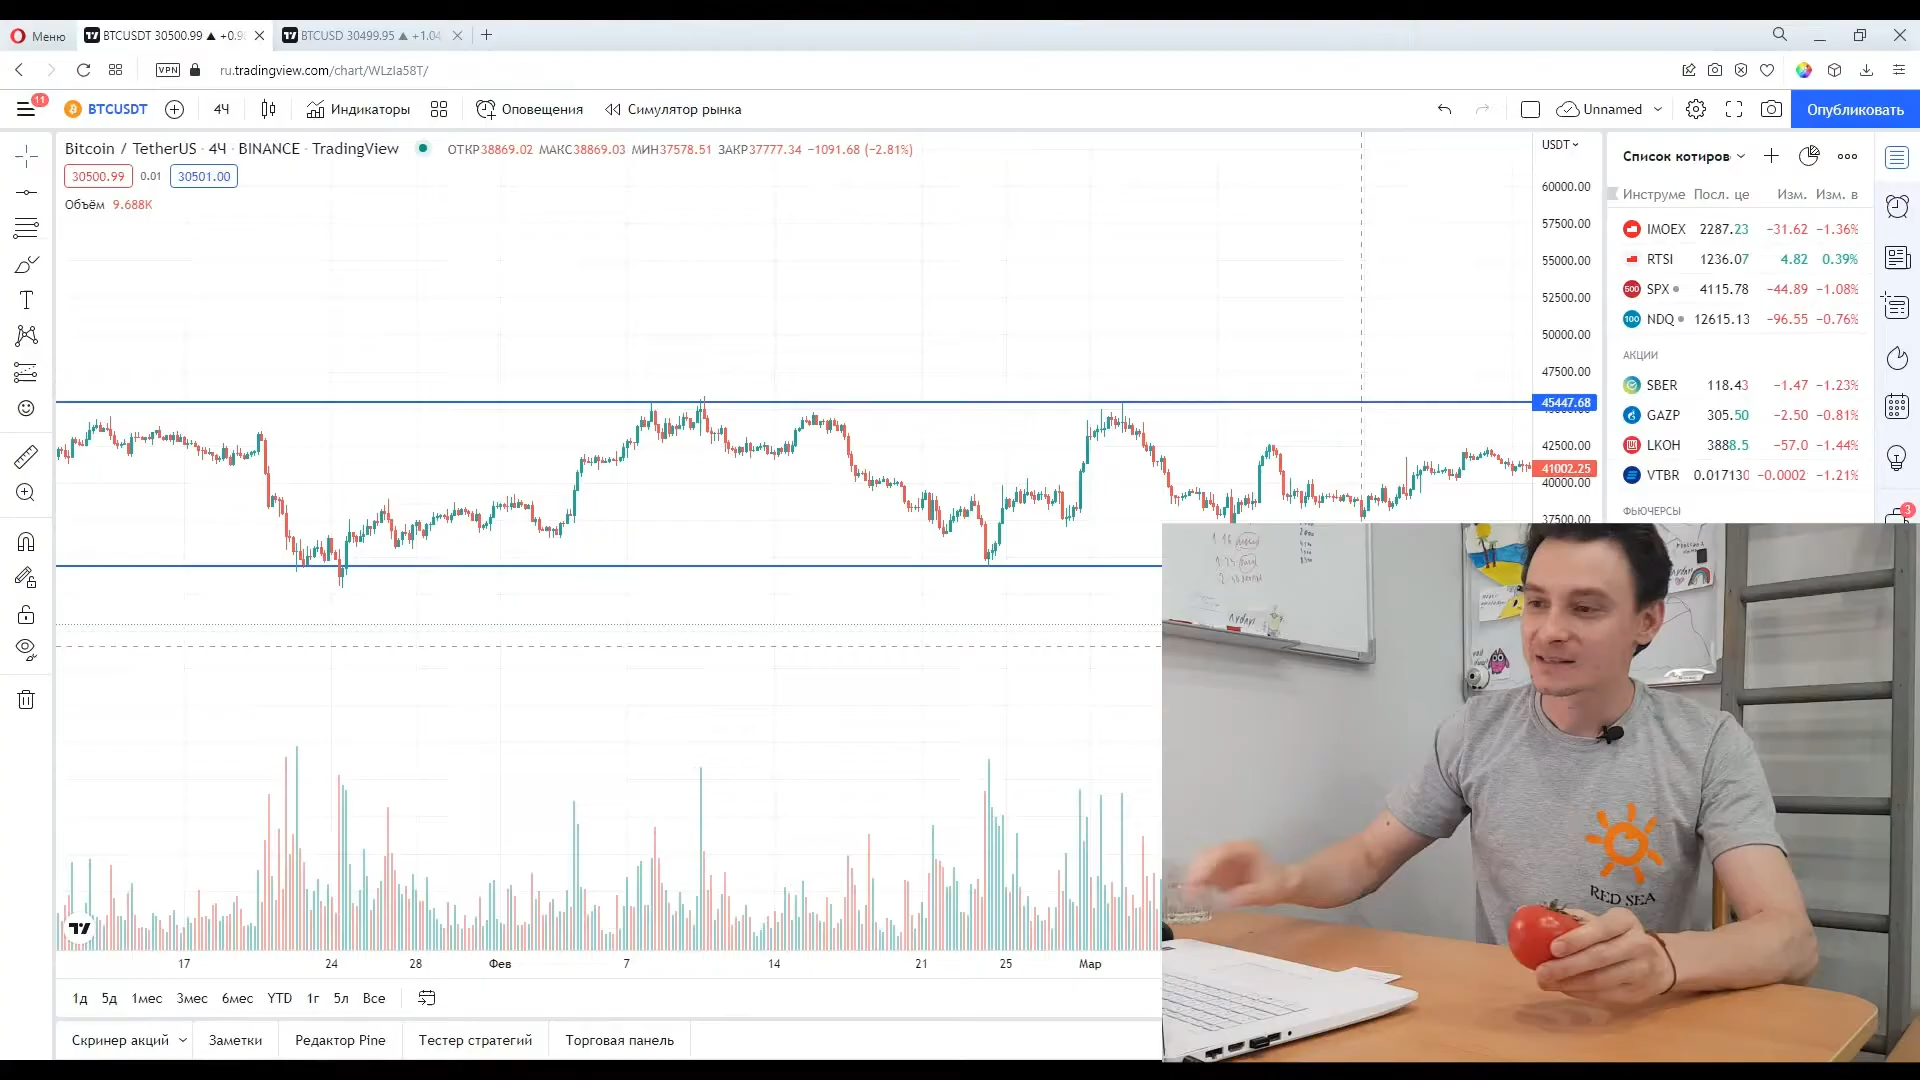 Меню
BTCUSDT 30500.99 ▲ +0.9
BTCUSD 30499.95 ▲ +1.04
VPN
ru.tradingview.com/chart/WLzIa58T/
11
BTCUSDT
4Ч
Индикаторы
Оповещения
Симулятор рынка
Unnamed
Опубликовать
Bitcoin / TetherUS · 4Ч · BINANCE · TradingView
ОТКР38869.02 МАКС38869.03 МИН37578.51 ЗАКР37777.34 −1091.68 (−2.81%)
30500.99 0.01 30501.00
Объём 9.688K
USDT
60000.00
57500.00
55000.00
52500.00
50000.00
47500.00
45447.68
42500.00
41002.25
40000.00
37500.00
Список котиров
Инструме Посл. це Изм. Изм. в
IMOEX 2287.23 −31.62 −1.36%
RTSI 1236.07 4.82 0.39%
500 SPX 4115.78 −44.89 −1.08%
100 NDQ 12615.13 −96.55 −0.76%
АКЦИИ
SBER 118.43 −1.47 −1.23%
GAZP 305.50 −2.50 −0.81%
LKOH 3888.5 −57.0 −1.44%
VTBR 0.017130 −0.0002 −1.21%
ФЬЮЧЕРСЫ
3
RED SEA
17 24 28 Фев 7 14 21 25 Мар
1д 5д 1мес 3мес 6мес YTD 1г 5л Все
Скринер акций Заметки Редактор Pine Тестер стратегий Торговая панель